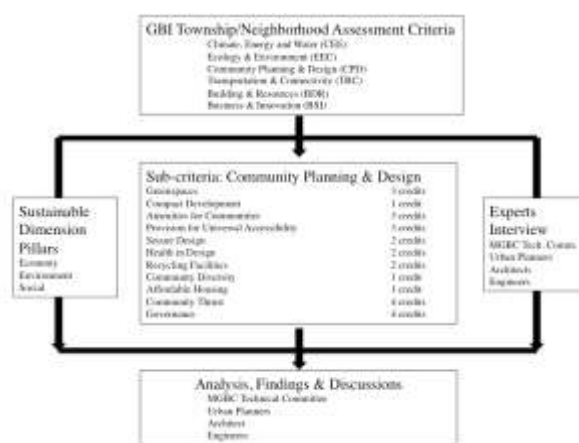 GBI Township/Neighborhood Assessment Criteria
Climate, Energy and Water (CEW)
Ecology & Environment (EEC)
Community Planning & Design (CPD)
Transportation & Connectivity (TRC)
Building & Resources (BDR)
Business & Innovation (BSI)
Sub-criteria: Community Planning & Design
Greenspaces 3 credits
Compact Development 1 credit
Amenities for Communities 3 credits
Provision for Universal Accessibility 3 credits
Secure Design 2 credits
Health in Design 2 credits
Recycling Facilities 2 credits
Community Diversity 1 credit
Affordable Housing 1 credit
Community Thrust 4 credits
Governance 4 credits
Sustainable
Dimension
Pillars
Economy
Environment
Social
Experts
Interview
MGBC Tech. Comm.
Urban Planners
Architects
Engineers
Analysis, Findings & Discussions
MGBC Technical Committee
Urban Planners
Architect
Engineers